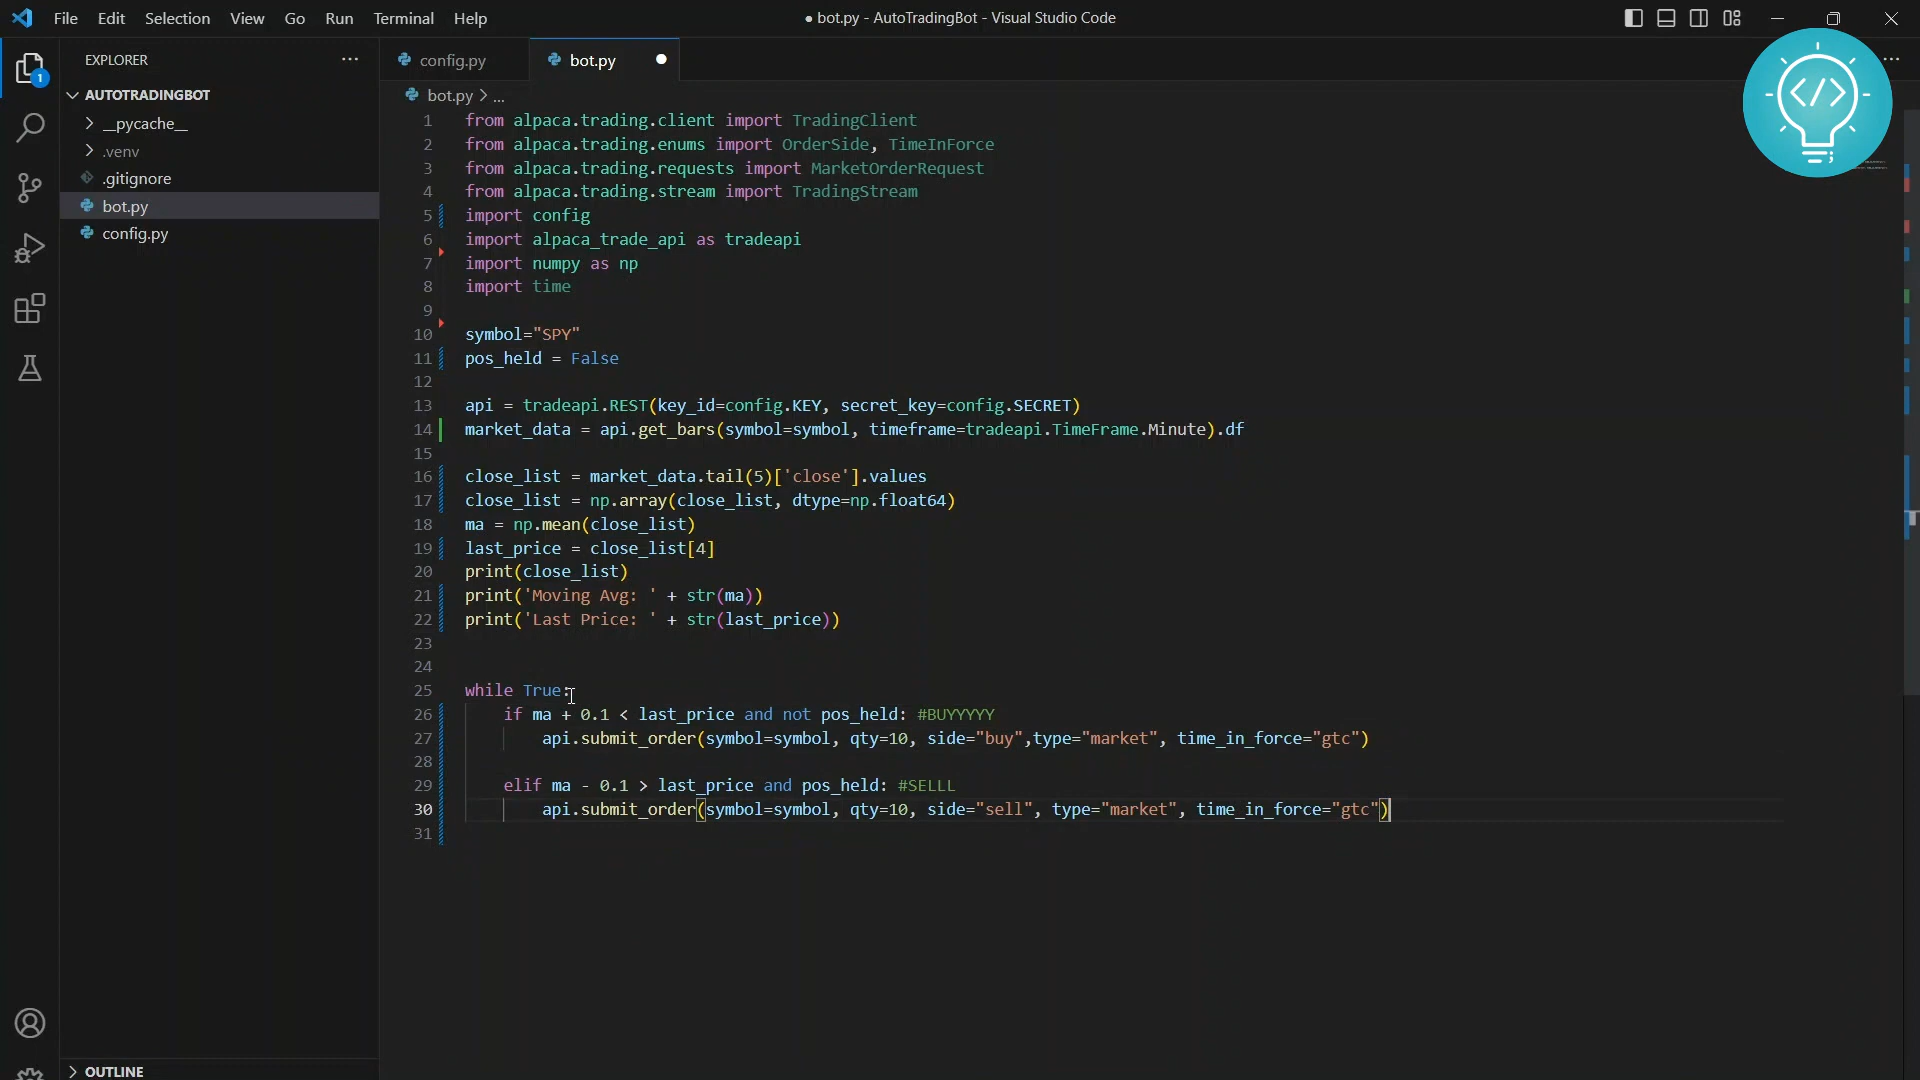 File Edit Selection View Go Run Terminal Help
● bot.py - AutoTradingBot - Visual Studio Code
EXPLORER
1
AUTOTRADINGBOT
__pycache__
.venv
.gitignore
bot.py
config.py
OUTLINE
config.py
bot.py
bot.py > ...
</>
1 from alpaca.trading.client import TradingClient
2 from alpaca.trading.enums import OrderSide, TimeInForce
3 from alpaca.trading.requests import MarketOrderRequest
4 from alpaca.trading.stream import TradingStream
5 import config
6 import alpaca_trade_api as tradeapi
7 import numpy as np
8 import time
9
10 symbol="SPY"
11 pos_held = False
12
13 api = tradeapi.REST(key_id=config.KEY, secret_key=config.SECRET)
14 market_data = api.get_bars(symbol=symbol, timeframe=tradeapi.TimeFrame.Minute).df
15
16 close_list = market_data.tail(5)['close'].values
17 close_list = np.array(close_list, dtype=np.float64)
18 ma = np.mean(close_list)
19 last_price = close_list[4]
20 print(close_list)
21 print('Moving Avg: ' + str(ma))
22 print('Last Price: ' + str(last_price))
23
24
25 while True:
26 if ma + 0.1 < last_price and not pos_held: #BUYYYYY
27 api.submit_order(symbol=symbol, qty=10, side="buy",type="market", time_in_force="gtc")
28
29 elif ma - 0.1 > last_price and pos_held: #SELLL
30 api.submit_order(symbol=symbol, qty=10, side="sell", type="market", time_in_force="gtc")
31